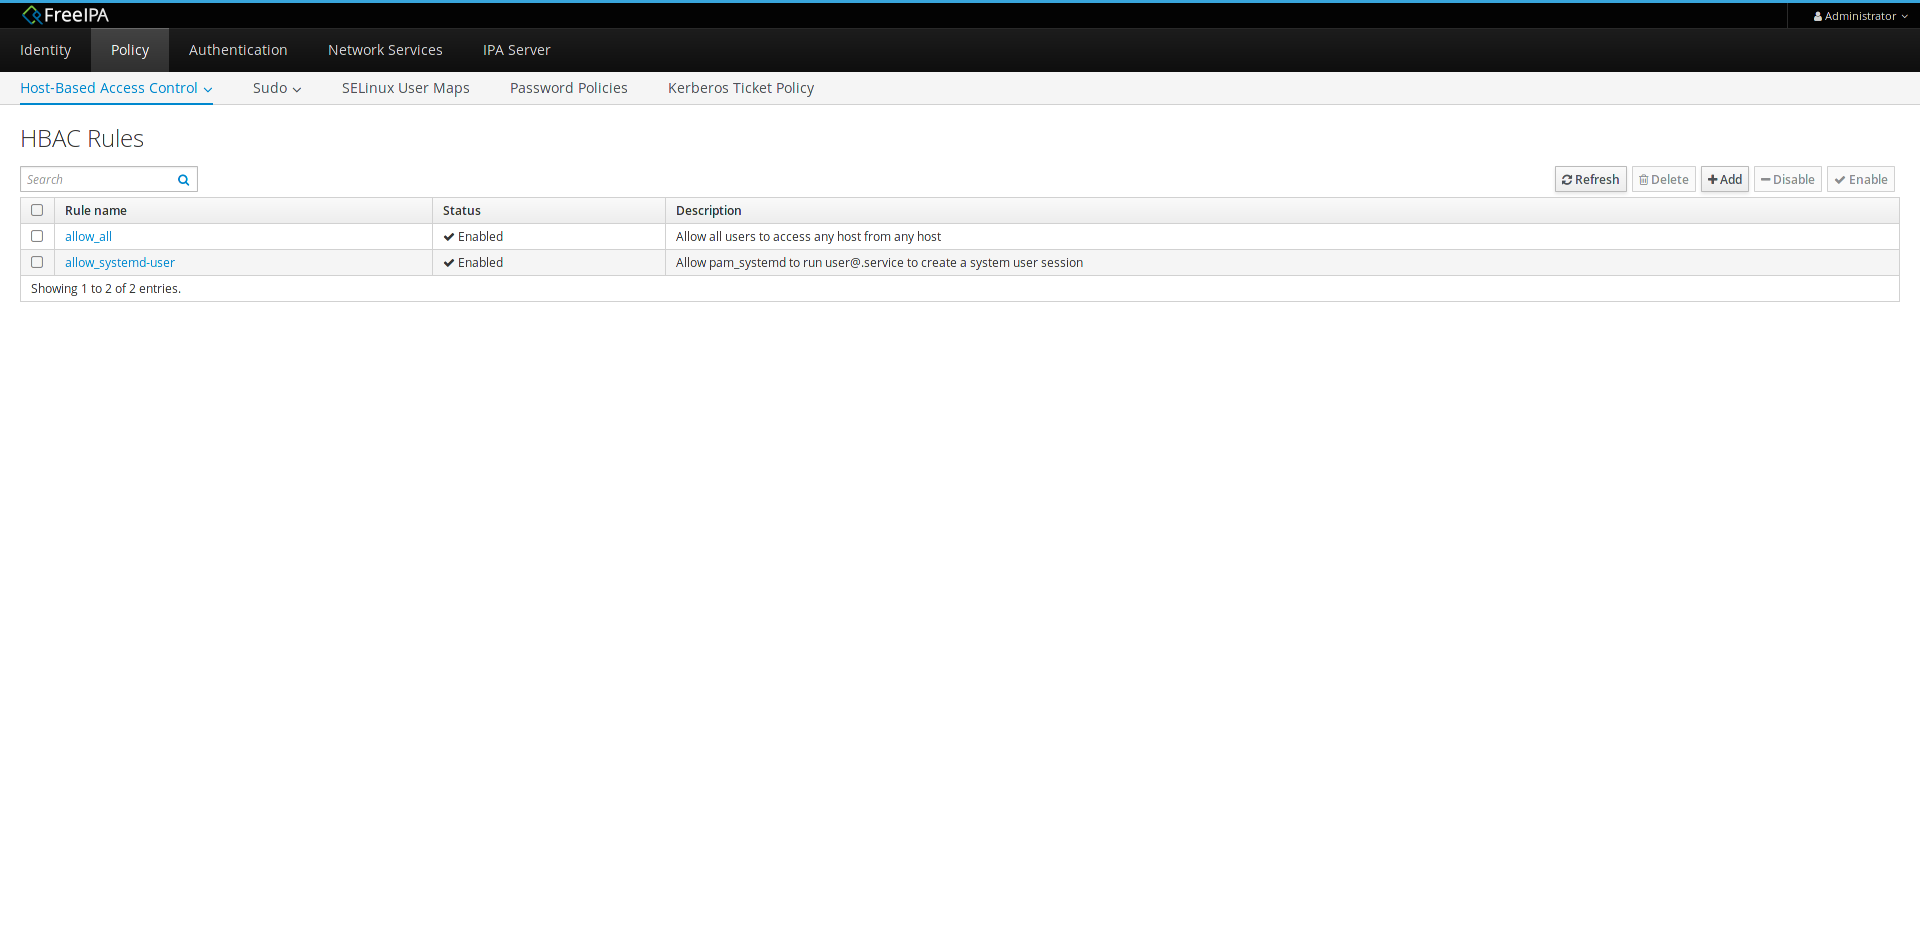 FreeIPA
Administrator
Identity Policy Authentication Network Services IPA Server
Host-Based Access Control Sudo SELinux User Maps Password Policies Kerberos Ticket Policy
HBAC Rules
Search Refresh Delete Add Disable Enable
Rule name Status Description
allow_all Enabled Allow all users to access any host from any host
allow_systemd-user Enabled Allow pam_systemd to run user@.service to create a system user session
Showing 1 to 2 of 2 entries.